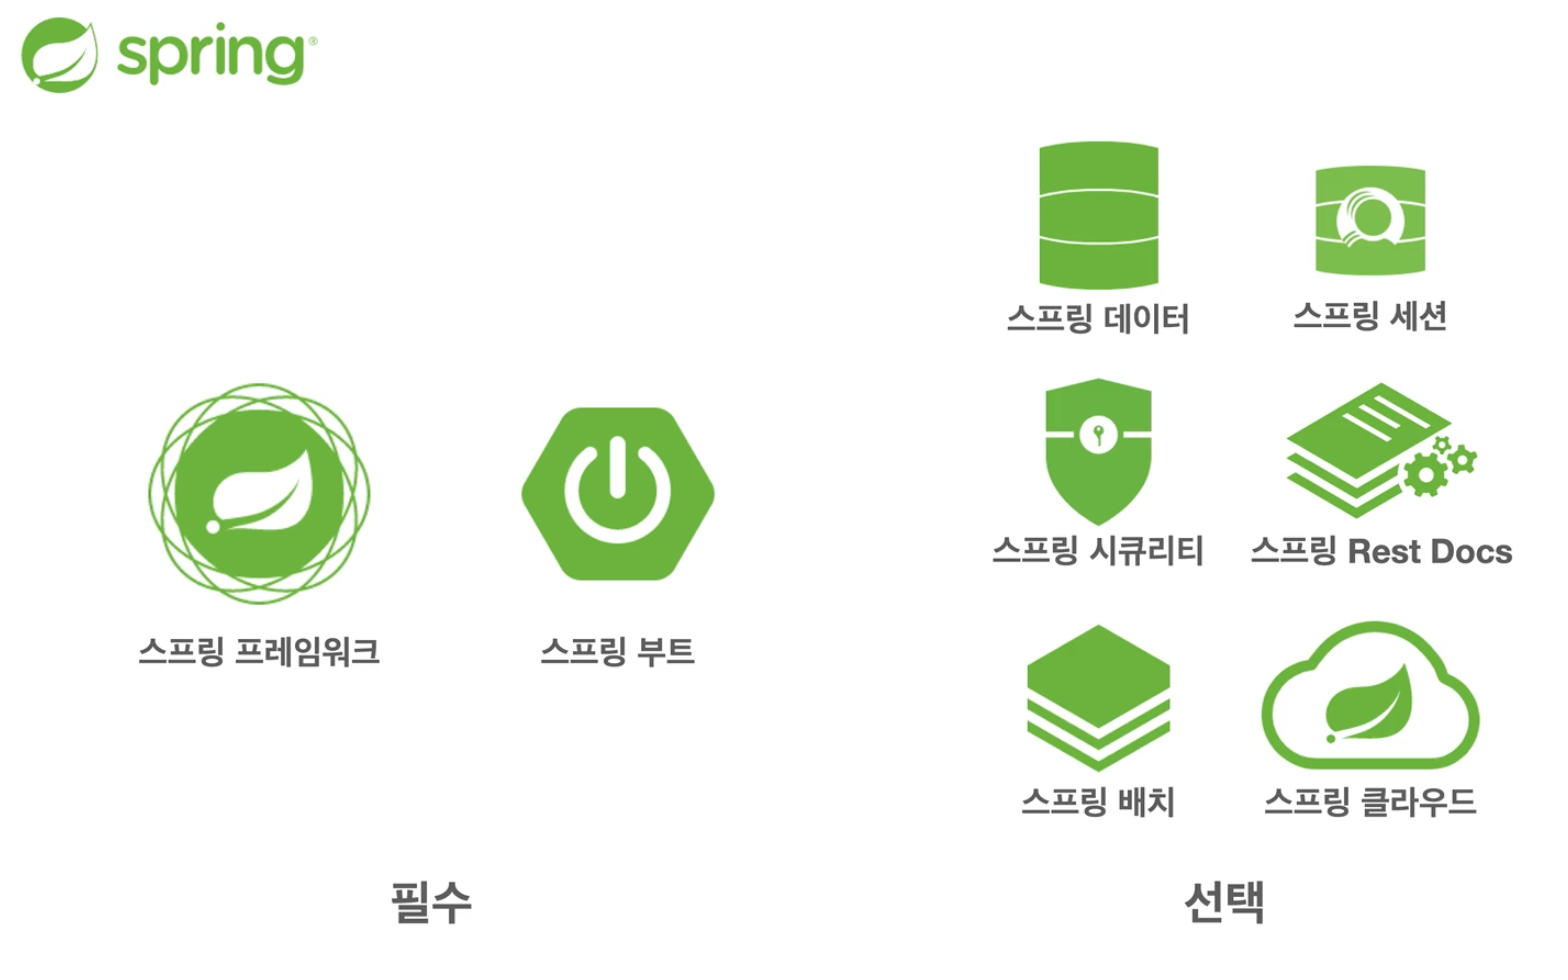 spring®
스프링 데이터
스프링 세션
스프링 시큐리티
스프링 Rest Docs
스프링 프레임워크
스프링 부트
스프링 배치
스프링 클라우드
필수
선택